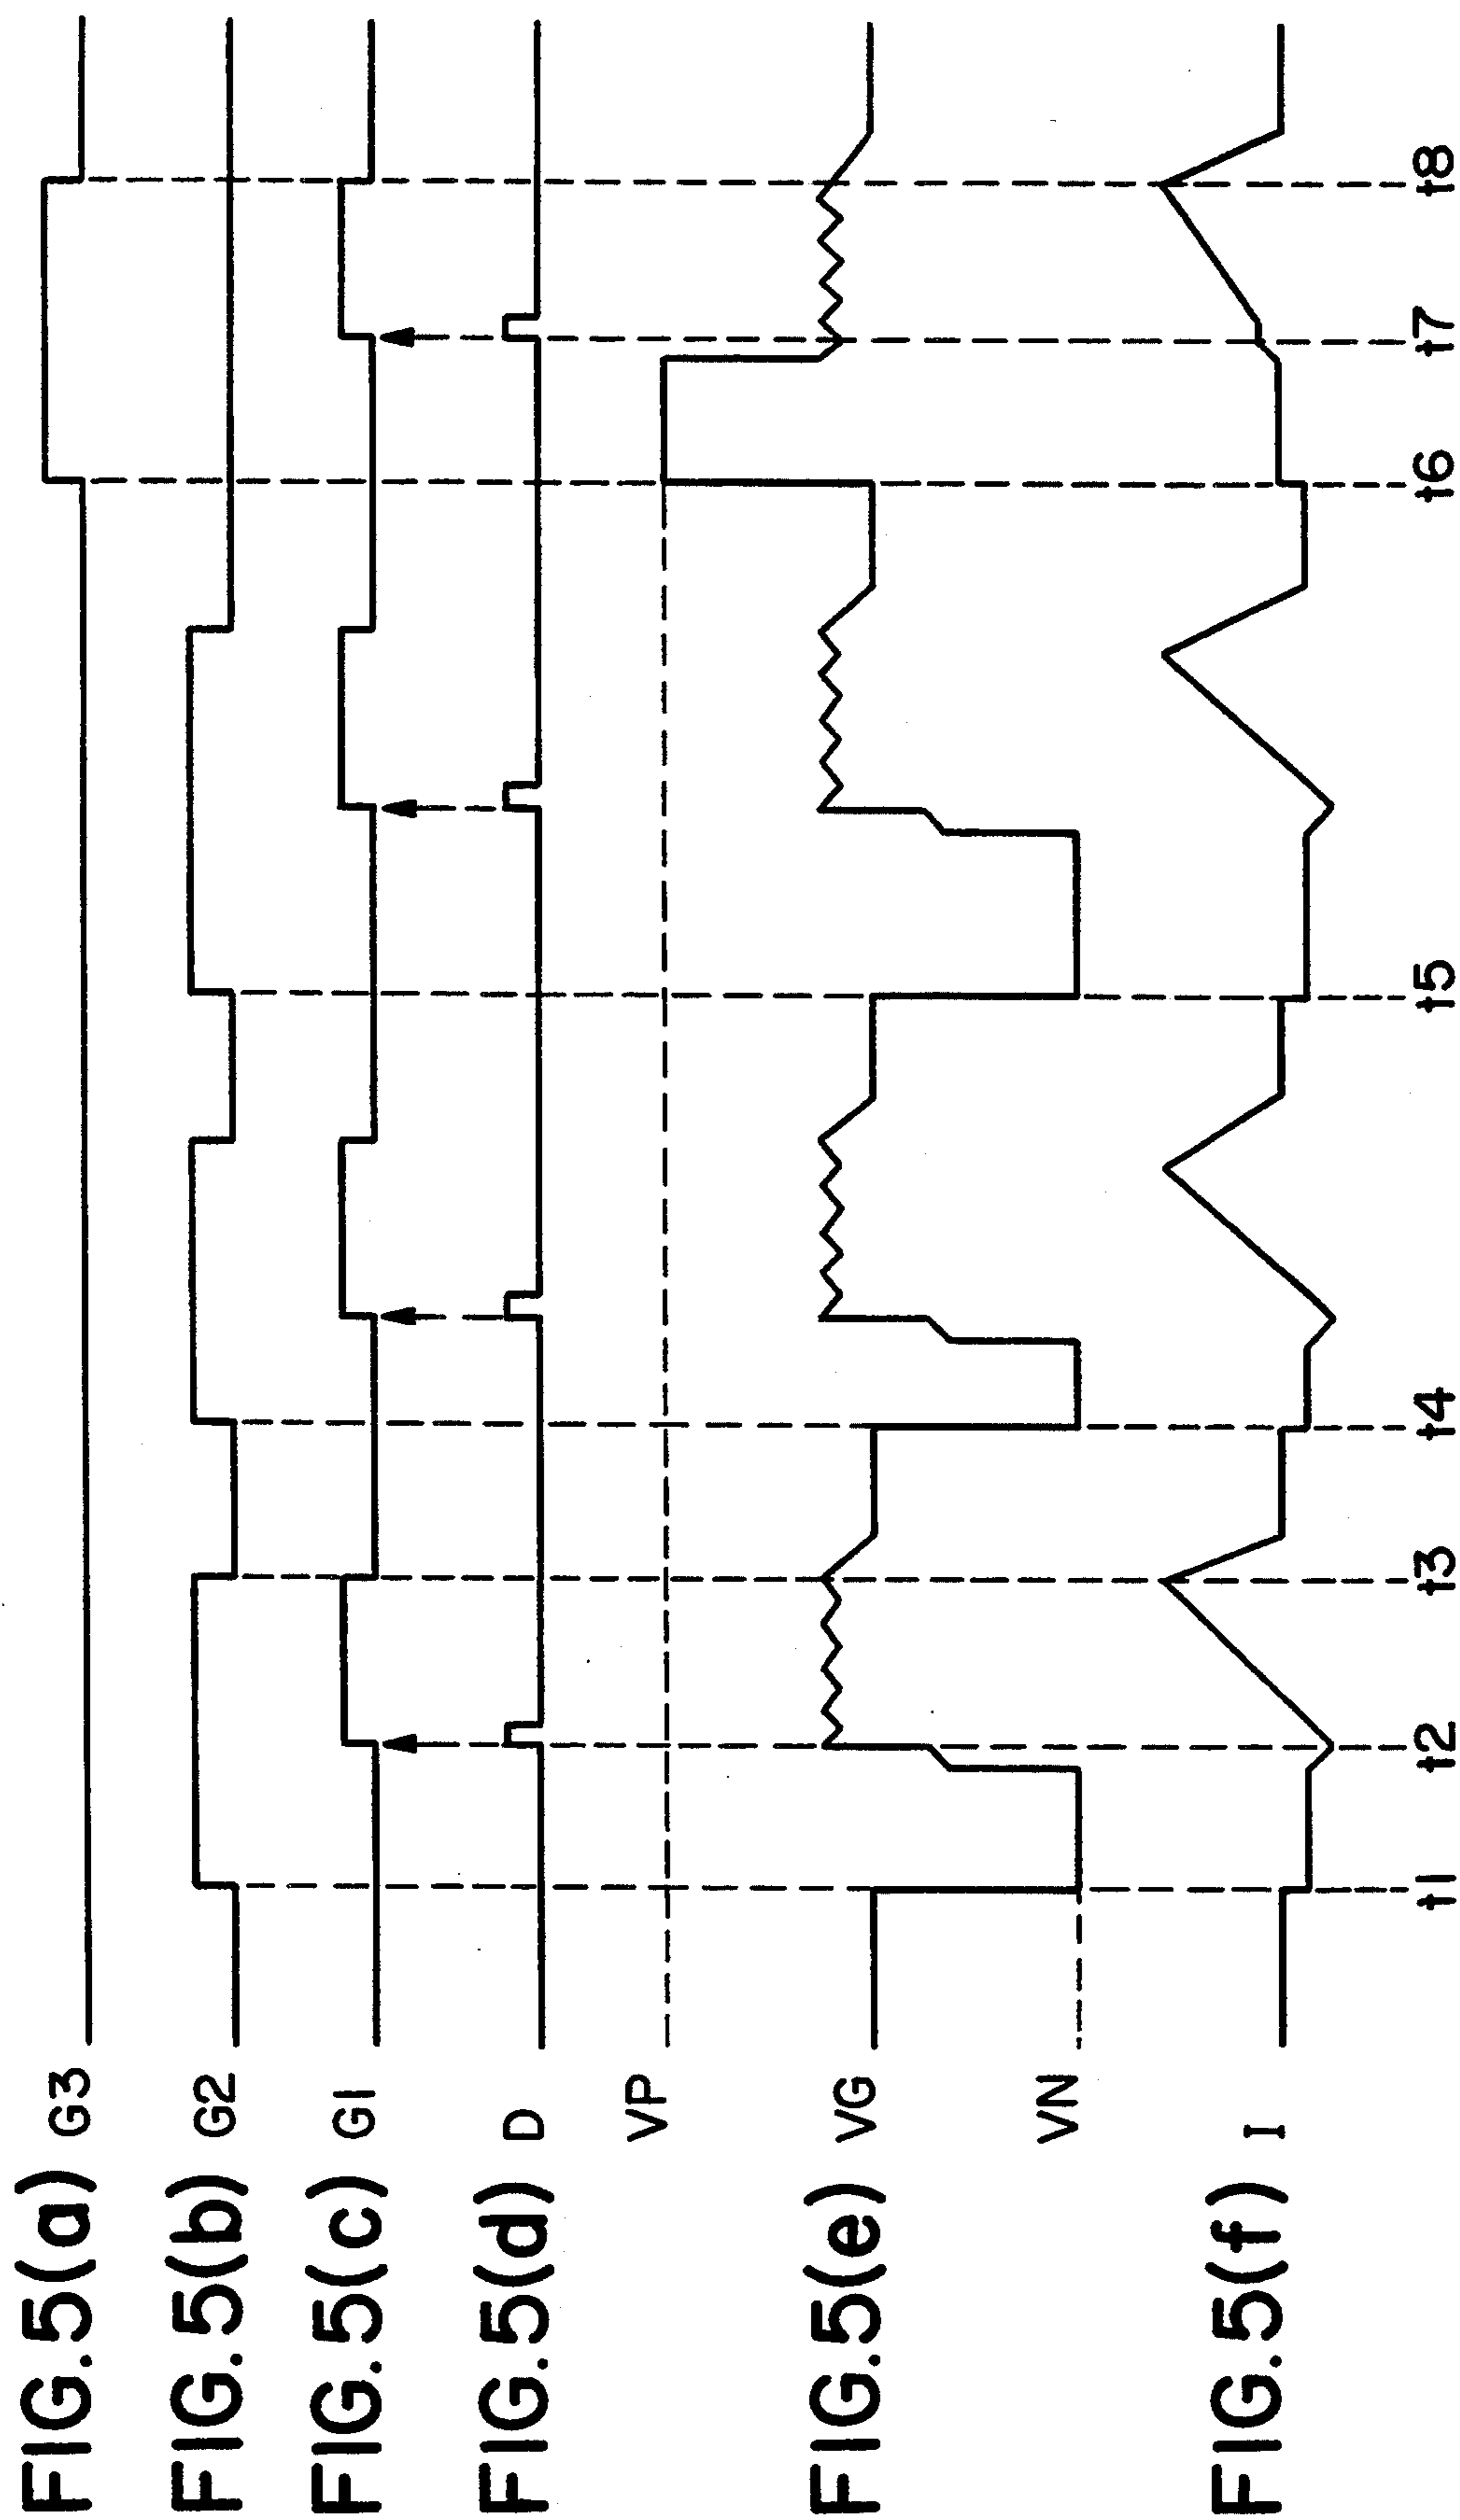 FIG.5(a) G3
FIG.5(b) G2
FIG.5(c) G1
FIG.5(d) D
VP
FIG.5(e) VG
VN
FIG.5(f) I
t1 t2 t3 t4 t5 t6 t7 t8